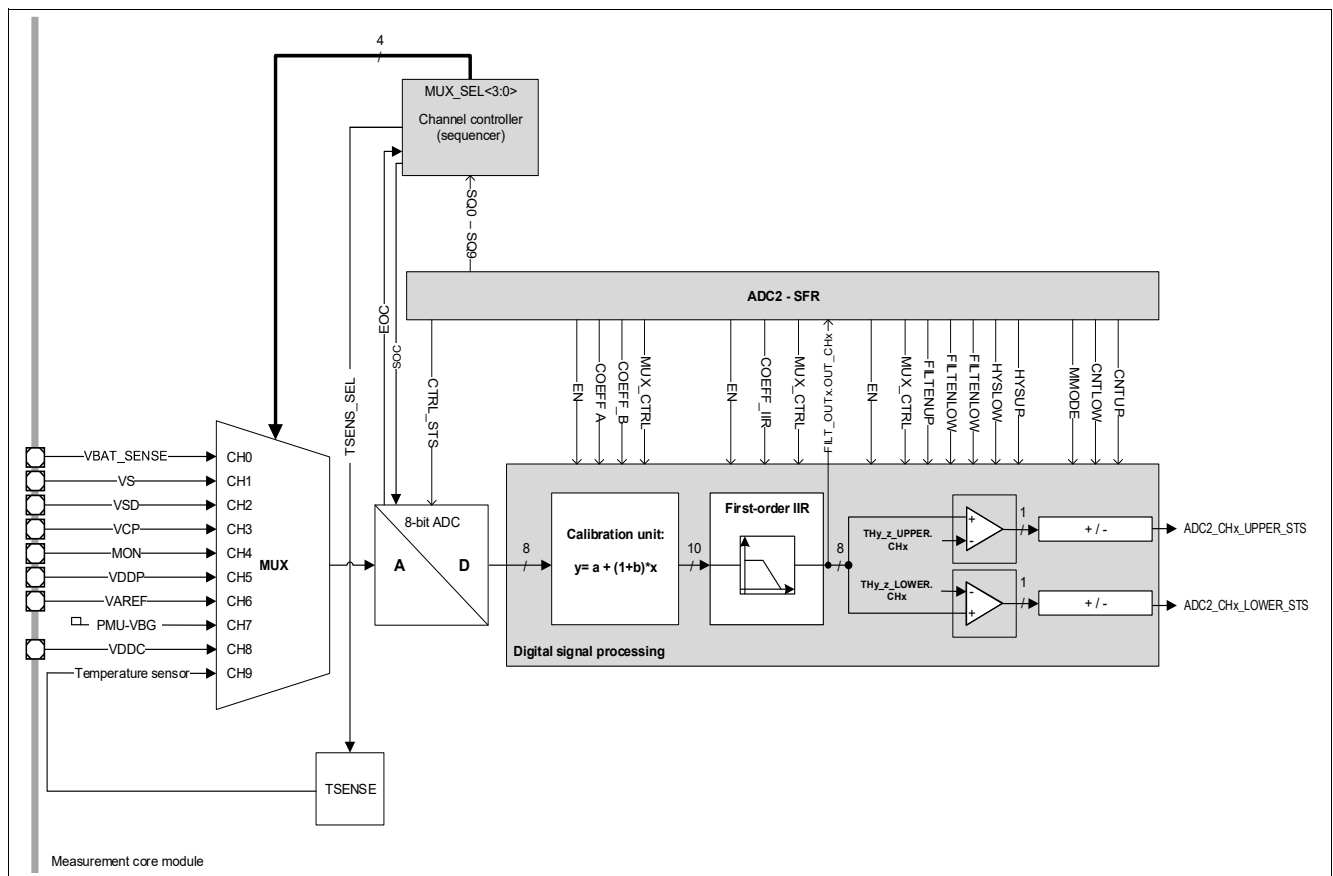 4
MUX_SEL<3:0>
Channel controller
(sequencer)
SQ0 – SQ9
ADC2 - SFR
TSENS_SEL
EOC
SOC
CTRL_STS
EN
COEFF A
COEFF_B
MUX_CTRL
EN
COEFF_IIR
MUX_CTRL
FILT_OUTx.OUT_CHx
EN
MUX_CTRL
FILTENUP
FILTENLOW
FILTENLOW
HYSLOW
HYSUP
MMODE
CNTLOW
CNTUP
VBAT_SENSE
CH0
VS
CH1
VSD
CH2
VCP
CH3
MON
CH4
VDDP
CH5
VAREF
CH6
PMU-VBG
CH7
VDDC
CH8
Temperature sensor
CH9
MUX
8-bit ADC
A
D
8
Calibration unit:
y= a + (1+b)*x
10
First-order IIR
8
THy_z_UPPER.
CHx
+
-
1
+ / -
ADC2_CHx_UPPER_STS
THy_z_LOWER.
CHx
-
+
1
+ / -
ADC2_CHx_LOWER_STS
Digital signal processing
TSENSE
Measurement core module